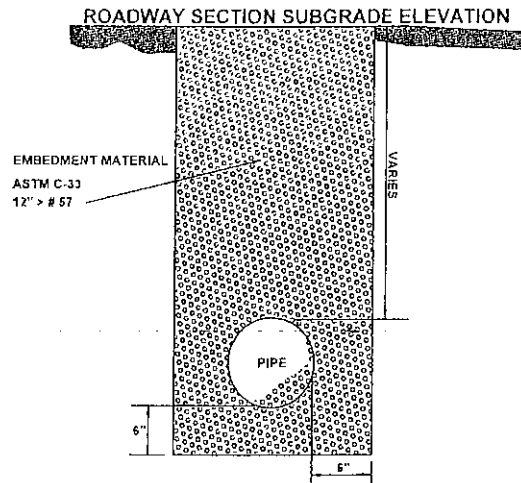 ROADWAY SECTION SUBGRADE ELEVATION
EMBEDMENT MATERIAL
ASTM C-33
12" > # 57
VARIES
PIPE
6"
6"